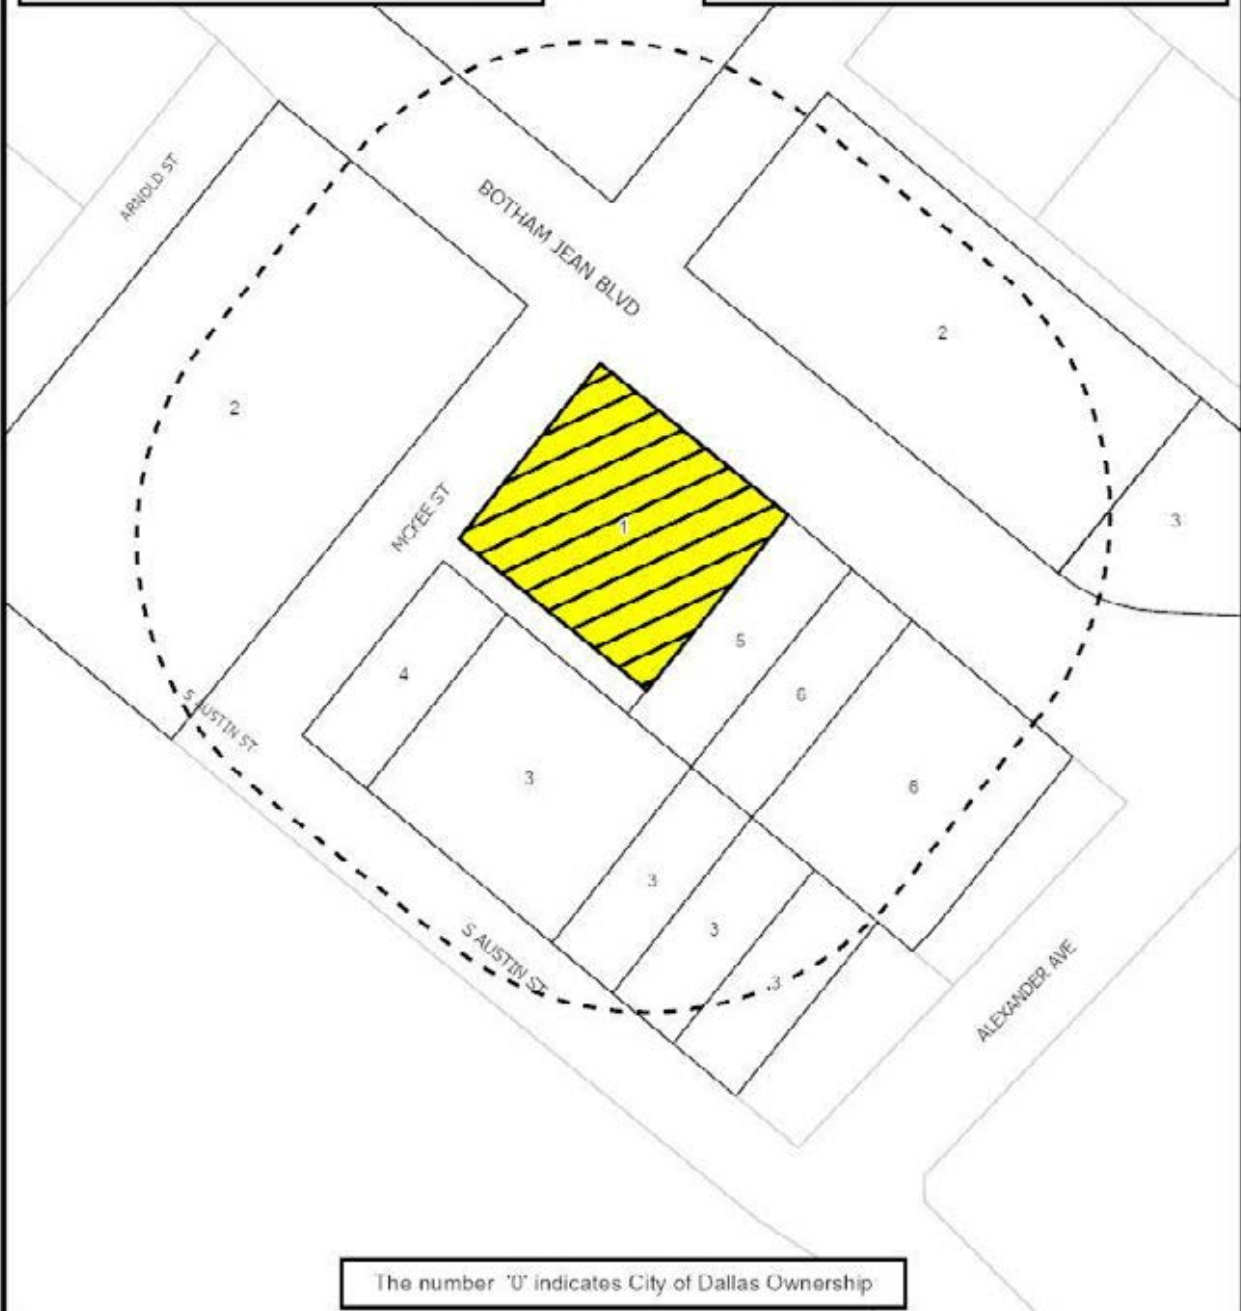 ARNOLD ST
BOTHAM JEAN BLVD
2
2
MCKEE ST
1
3
5
4
6
S AUSTIN ST
3
6
3
3
S AUSTIN ST
3
ALEXANDER AVE
The number '0' indicates City of Dallas Ownership